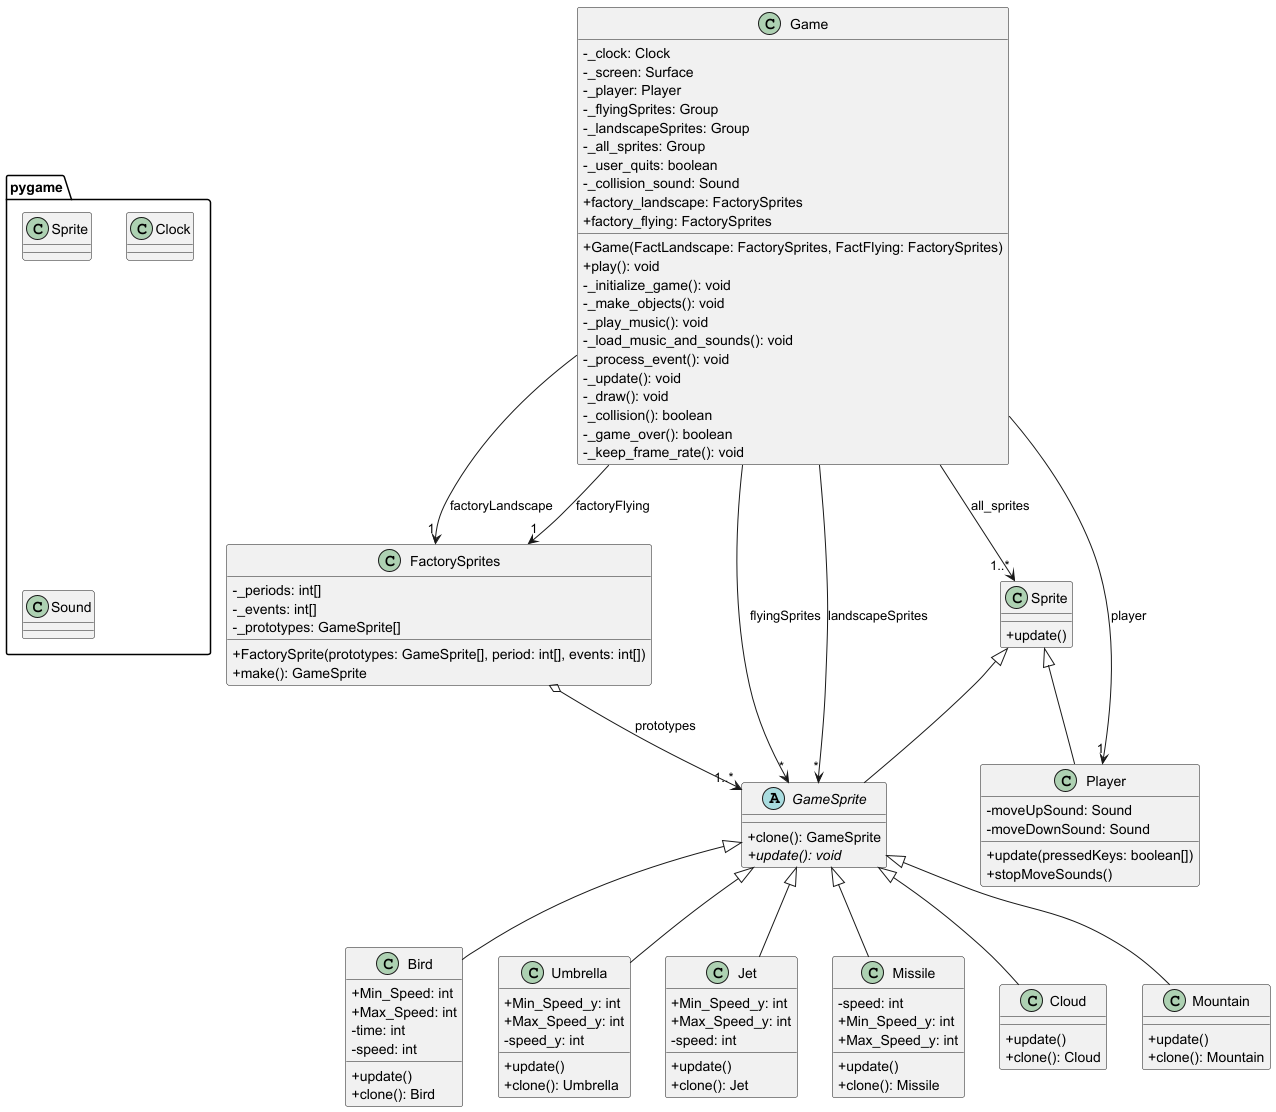 C Game
-_clock: Clock
-_screen: Surface
-_player: Player
-_flyingSprites: Group
-_landscapeSprites: Group
-_all_sprites: Group
-_user_quits: boolean
-_collision_sound: Sound
+factory_landscape: FactorySprites
+factory_flying: FactorySprites
+Game(FactLandscape: FactorySprites, FactFlying: FactorySprites)
+play(): void
-_initialize_game(): void
-_make_objects(): void
-_play_music(): void
-_load_music_and_sounds(): void
-_process_event(): void
-_update(): void
-_draw(): void
-_collision(): boolean
-_game_over(): boolean
-_keep_frame_rate(): void
pygame
C Sprite
C Clock
C Sound
factoryLandscape
1
factoryFlying
1
flyingSprites
*
landscapeSprites
*
all_sprites
1..*
player
1
C FactorySprites
-_periods: int[]
-_events: int[]
-_prototypes: GameSprite[]
+FactorySprite(prototypes: GameSprite[], period: int[], events: int[])
+make(): GameSprite
prototypes
1..*
C Sprite
+update()
A GameSprite
+clone(): GameSprite
+update(): void
C Player
-moveUpSound: Sound
-moveDownSound: Sound
+update(pressedKeys: boolean[])
+stopMoveSounds()
C Bird
+Min_Speed: int
+Max_Speed: int
-time: int
-speed: int
+update()
+clone(): Bird
C Umbrella
+Min_Speed_y: int
+Max_Speed_y: int
-speed_y: int
+update()
+clone(): Umbrella
C Jet
+Min_Speed_y: int
+Max_Speed_y: int
-speed: int
+update()
+clone(): Jet
C Missile
-speed: int
+Min_Speed_y: int
+Max_Speed_y: int
+update()
+clone(): Missile
C Cloud
+update()
+clone(): Cloud
C Mountain
+update()
+clone(): Mountain